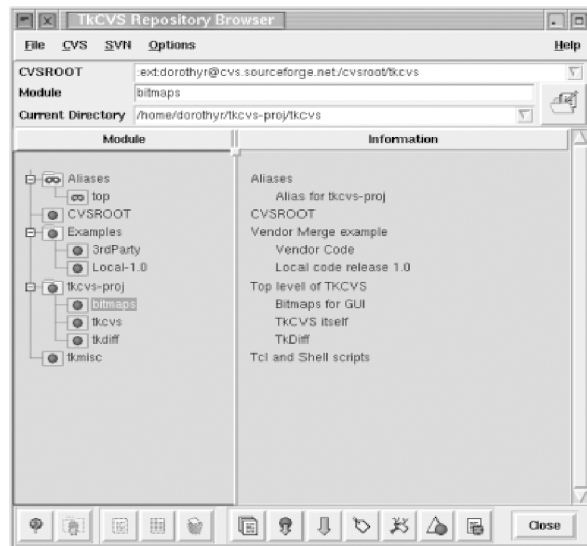 TkCVS Repository Browser
File CVS SVN Options Help
CVSROOT :ext:dorothyr@cvs.sourceforge.net:/cvsroot/tkcvs
Module bitmaps
Current Directory /home/dorothyr/tkcvs-proj/tkcvs
Module Information
Aliases Aliases
top Alias for tkcvs-proj
CVSROOT CVSROOT
Examples Vendor Merge example
3rdParty Vendor Code
Local-1.0 Local code release 1.0
tkcvs-proj Top level of TKCVS
bitmaps Bitmaps for GUI
tkcvs TkCVS itself
tkdiff TkDiff
tkmisc Tcl and Shell scripts
Close